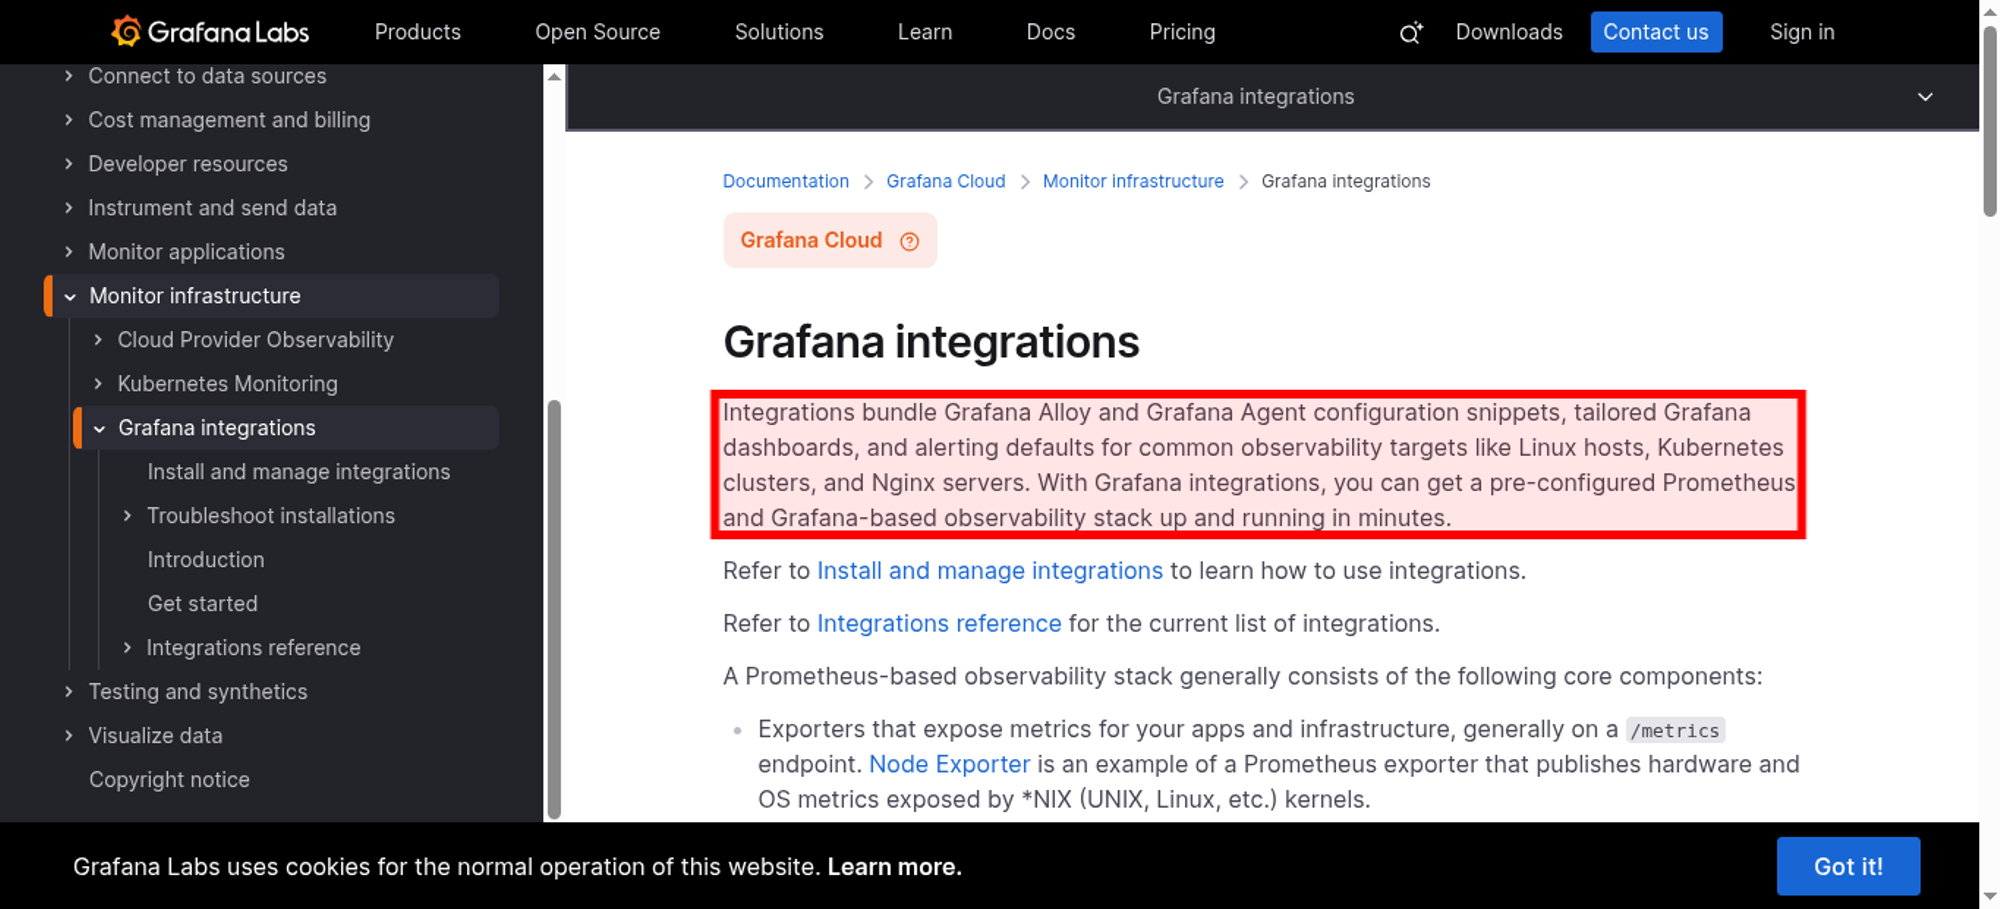 Grafana Labs Products Open Source Solutions Learn Docs Pricing Downloads Contact us Sign in
Connect to data sources
Cost management and billing
Developer resources
Instrument and send data
Monitor applications
Monitor infrastructure
Cloud Provider Observability
Kubernetes Monitoring
Grafana integrations
Install and manage integrations
Troubleshoot installations
Introduction
Get started
Integrations reference
Testing and synthetics
Visualize data
Copyright notice
Grafana integrations
Documentation Grafana Cloud Monitor infrastructure Grafana integrations
Grafana Cloud
Grafana integrations
Integrations bundle Grafana Alloy and Grafana Agent configuration snippets, tailored Grafana
dashboards, and alerting defaults for common observability targets like Linux hosts, Kubernetes
clusters, and Nginx servers. With Grafana integrations, you can get a pre-configured Prometheus
and Grafana-based observability stack up and running in minutes.
Refer to Install and manage integrations to learn how to use integrations.
Refer to Integrations reference for the current list of integrations.
A Prometheus-based observability stack generally consists of the following core components:
• Exporters that expose metrics for your apps and infrastructure, generally on a /metrics
endpoint. Node Exporter is an example of a Prometheus exporter that publishes hardware and
OS metrics exposed by *NIX (UNIX, Linux, etc.) kernels.
Grafana Labs uses cookies for the normal operation of this website. Learn more.
Got it!